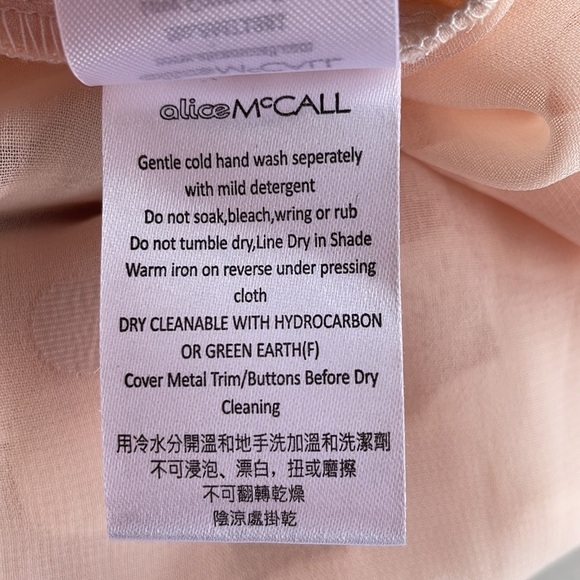 alice McCALL
Gentle cold hand wash seperately
with mild detergent
Do not soak,bleach,wring or rub
Do not tumble dry,Line Dry in Shade
Warm iron on reverse under pressing
cloth
DRY CLEANABLE WITH HYDROCARBON
OR GREEN EARTH(F)
Cover Metal Trim/Buttons Before Dry
Cleaning
用冷水分開溫和地手洗加溫和洗潔劑
不可浸泡、漂白，扭或磨擦
不可翻轉乾燥
陰涼處掛乾